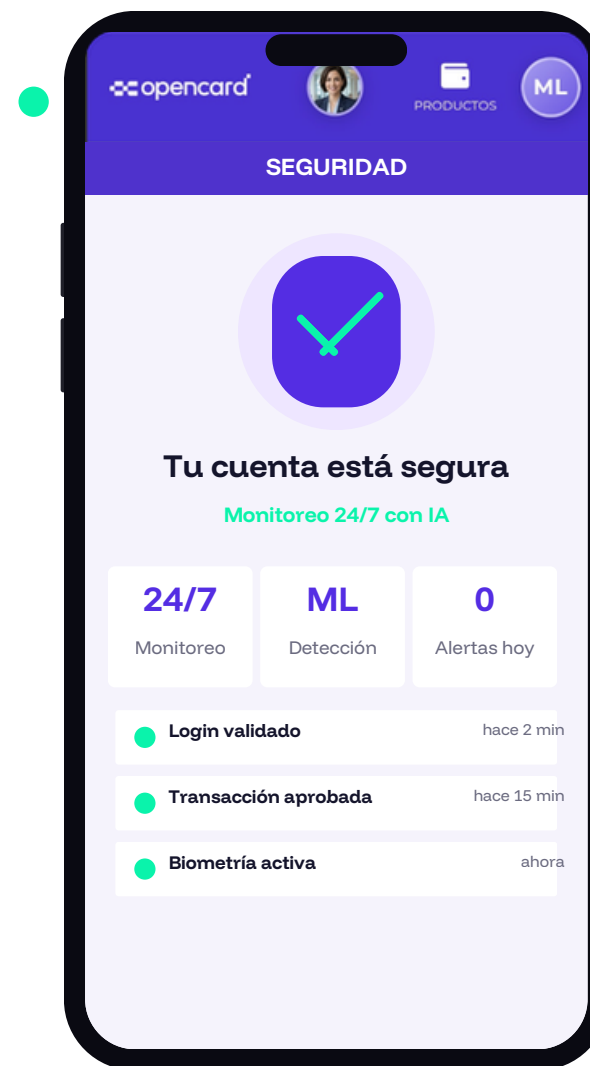 opencard
PRODUCTOS
ML
SEGURIDAD
Tu cuenta está segura
Monitoreo 24/7 con IA
24/7
Monitoreo
ML
Detección
0
Alertas hoy
Login validado
hace 2 min
Transacción aprobada
hace 15 min
Biometría activa
ahora